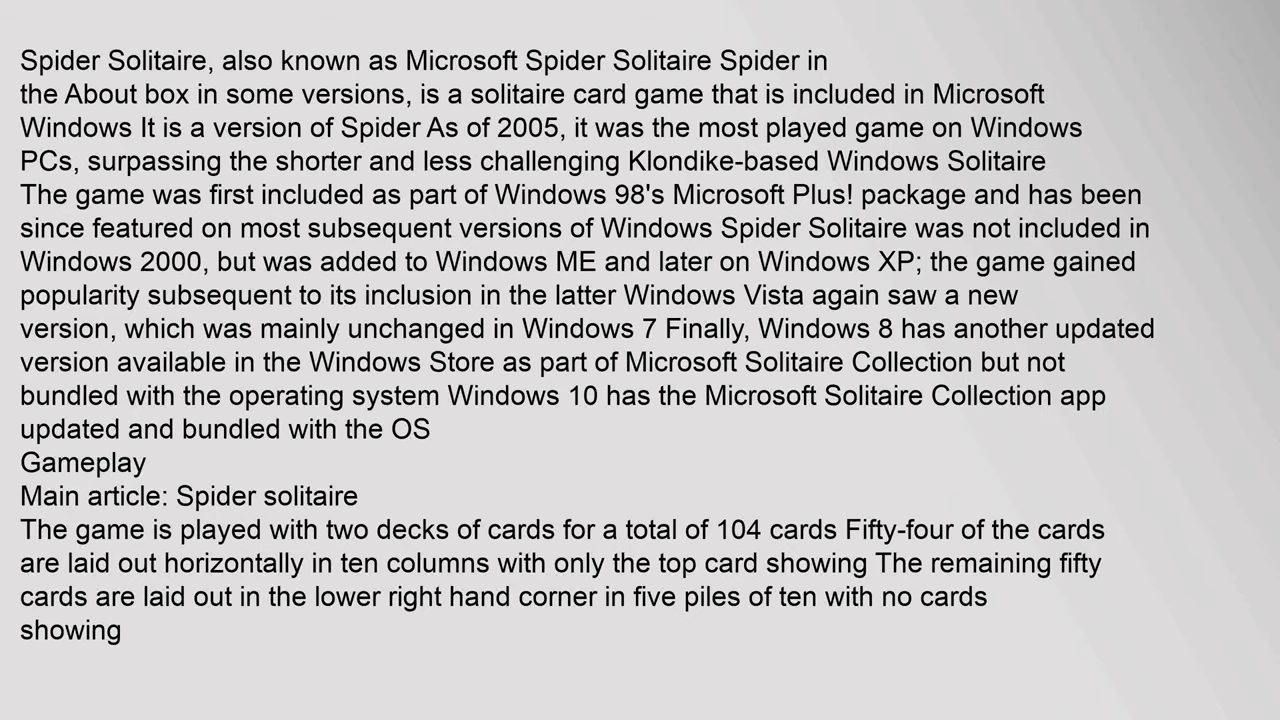 Spider Solitaire, also known as Microsoft Spider Solitaire Spider in
the About box in some versions, is a solitaire card game that is included in Microsoft
Windows It is a version of Spider As of 2005, it was the most played game on Windows
PCs, surpassing the shorter and less challenging Klondike-based Windows Solitaire
The game was first included as part of Windows 98's Microsoft Plus! package and has been
since featured on most subsequent versions of Windows Spider Solitaire was not included in
Windows 2000, but was added to Windows ME and later on Windows XP; the game gained
popularity subsequent to its inclusion in the latter Windows Vista again saw a new
version, which was mainly unchanged in Windows 7 Finally, Windows 8 has another updated
version available in the Windows Store as part of Microsoft Solitaire Collection but not
bundled with the operating system Windows 10 has the Microsoft Solitaire Collection app
updated and bundled with the OS
Gameplay
Main article: Spider solitaire
The game is played with two decks of cards for a total of 104 cards Fifty-four of the cards
are laid out horizontally in ten columns with only the top card showing The remaining fifty
cards are laid out in the lower right hand corner in five piles of ten with no cards
showing